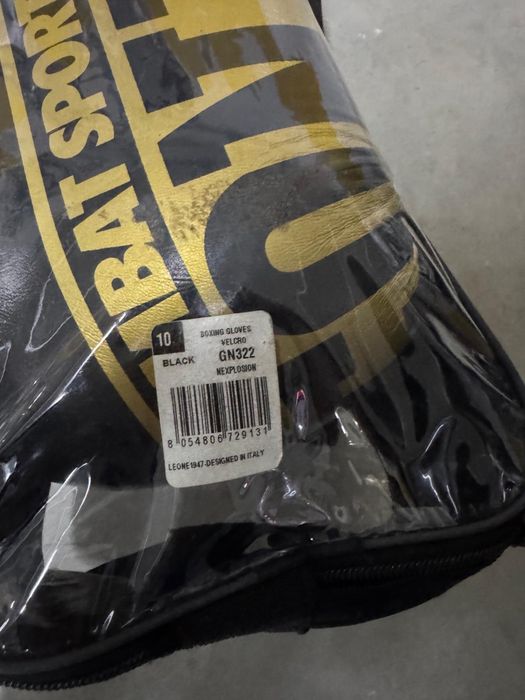 BAT SPORT
10
BOXING GLOVES
VELCRO
BLACK GN322
NEXPLOSION
8 054806 729131
LEONE1947-DESIGNED IN ITALY